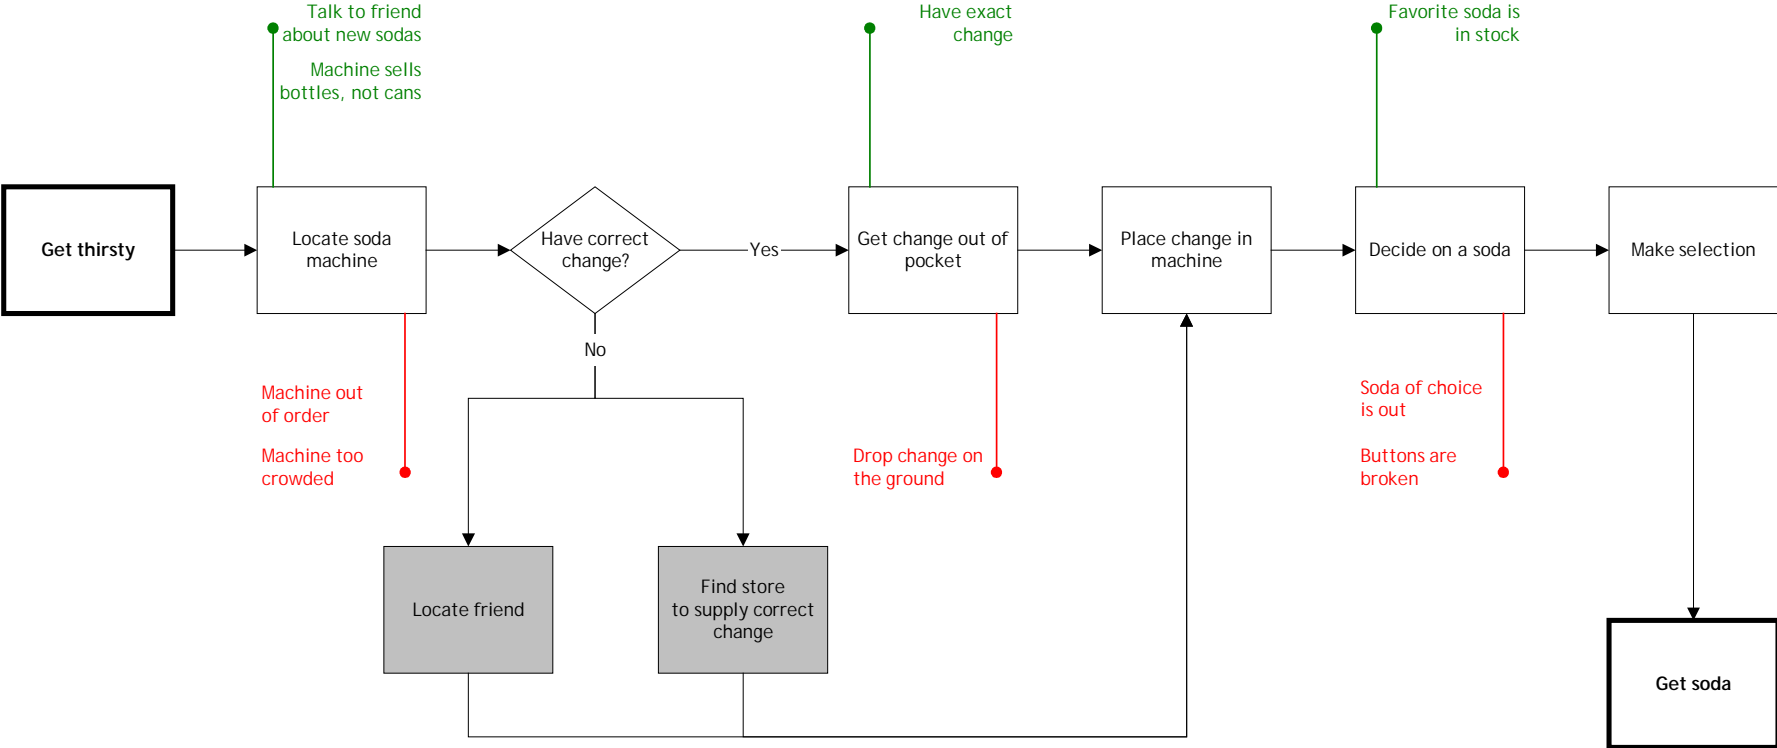 Talk to friend
about new sodas
Machine sells
bottles, not cans
Have exact
change
Favorite soda is
in stock
Get thirsty
Locate soda
machine
Have correct
change?
Yes
Get change out of
pocket
Place change in
machine
Decide on a soda
Make selection
No
Machine out
of order
Machine too
crowded
Drop change on
the ground
Soda of choice
is out
Buttons are
broken
Locate friend
Find store
to supply correct
change
Get soda